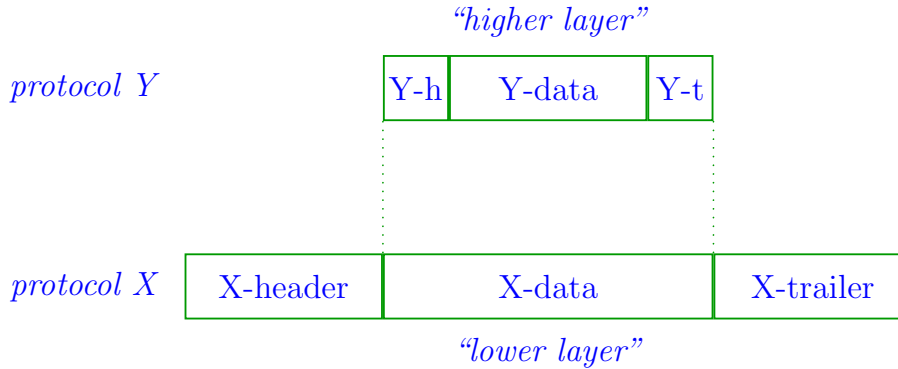 “higher layer”
protocol Y Y-h Y-data Y-t
protocol X X-header X-data X-trailer
“lower layer”